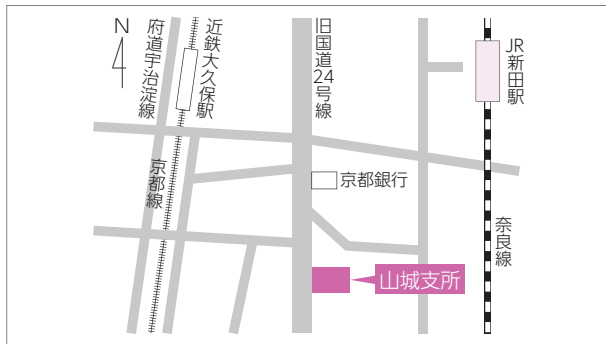 N
府道宇治淀線
近鉄大久保駅
旧国道24号線
JR新田駅
京都線
京都銀行
奈良線
山城支所